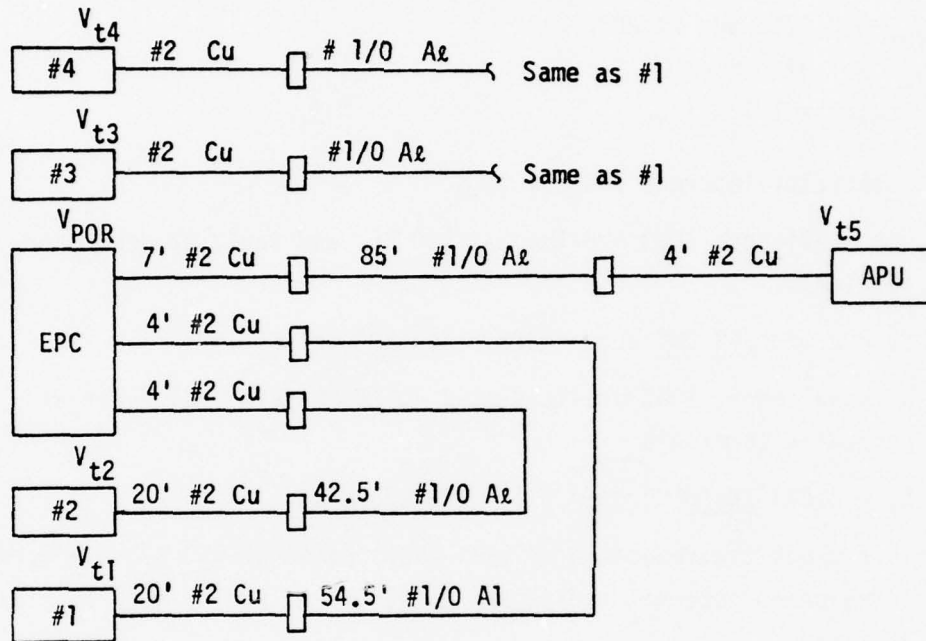 V t4
#4 #2 Cu # 1/0 Aℓ Same as #1
V t3
#3 #2 Cu #1/0 Aℓ Same as #1
V POR V t5
7' #2 Cu 85' #1/0 Aℓ 4' #2 Cu APU
4' #2 Cu
EPC
4' #2 Cu
V t2
#2 20' #2 Cu 42.5' #1/0 Aℓ
V t1
#1 20' #2 Cu 54.5' #1/0 Al